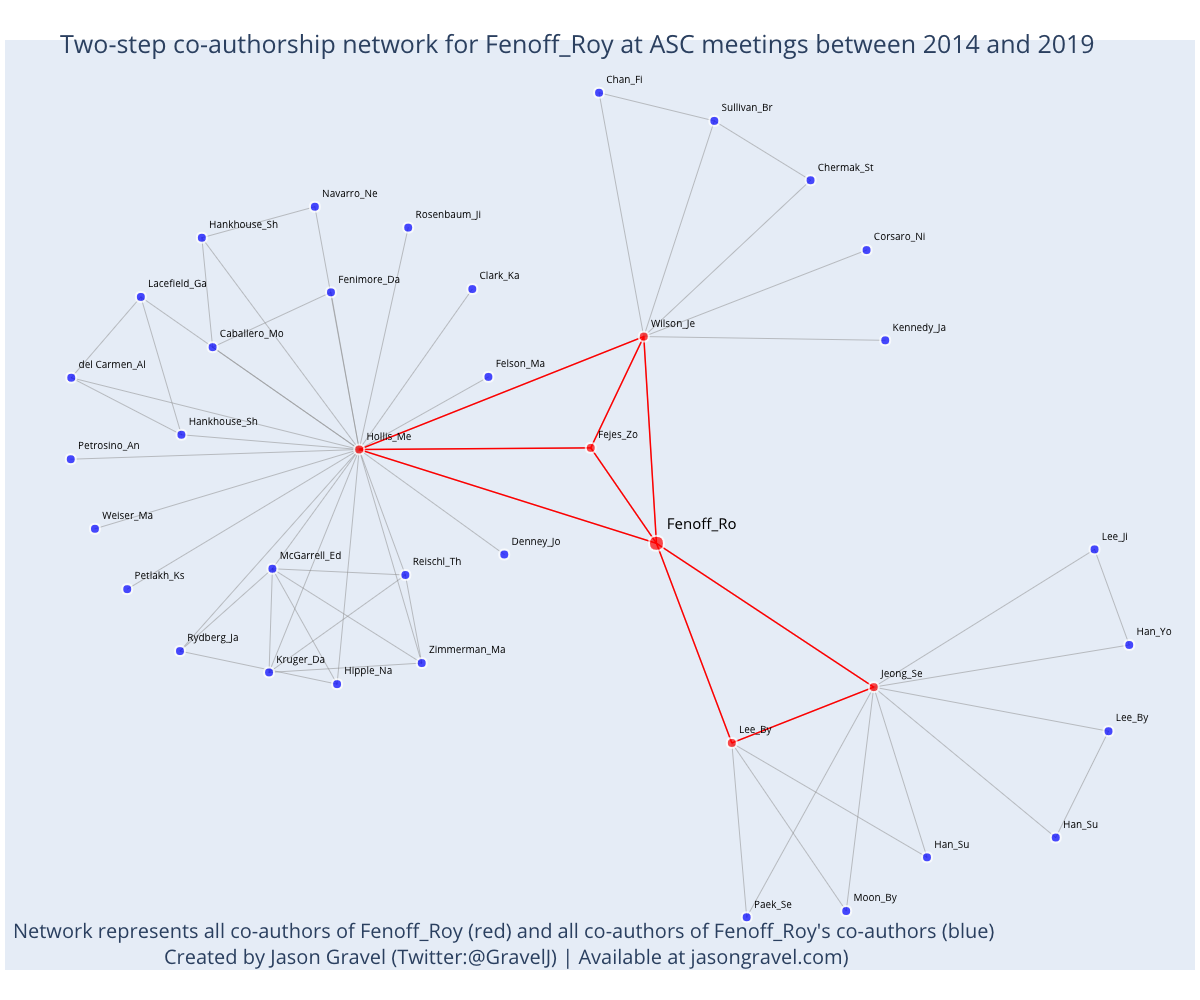 Two-step co-authorship network for Fenoff_Roy at ASC meetings between 2014 and 2019
Chan_Fi
Sullivan_Br
Chermak_St
Navarro_Ne
Rosenbaum_Ji
Hankhouse_Sh
Corsaro_Ni
Fenimore_Da
Clark_Ka
Lacefield_Ga
Wilson_Je
Kennedy_Ja
Caballero_Mo
Felson_Ma
del Carmen_Al
Hankhouse_Sh
Hollis_Me
Fejes_Zo
Petrosino_An
Weiser_Ma
Fenoff_Ro
Lee_Ji
Denney_Jo
McGarrell_Ed
Reischl_Th
Petlakh_Ks
Han_Yo
Rydberg_Ja
Zimmerman_Ma
Kruger_Da
Hipple_Na
Jeong_Se
Lee_By
Lee_By
Han_Su
Han_Su
Moon_By
Paek_Se
Network represents all co-authors of Fenoff_Roy (red) and all co-authors of Fenoff_Roy's co-authors (blue)
Created by Jason Gravel (Twitter:@GravelJ) | Available at jasongravel.com)